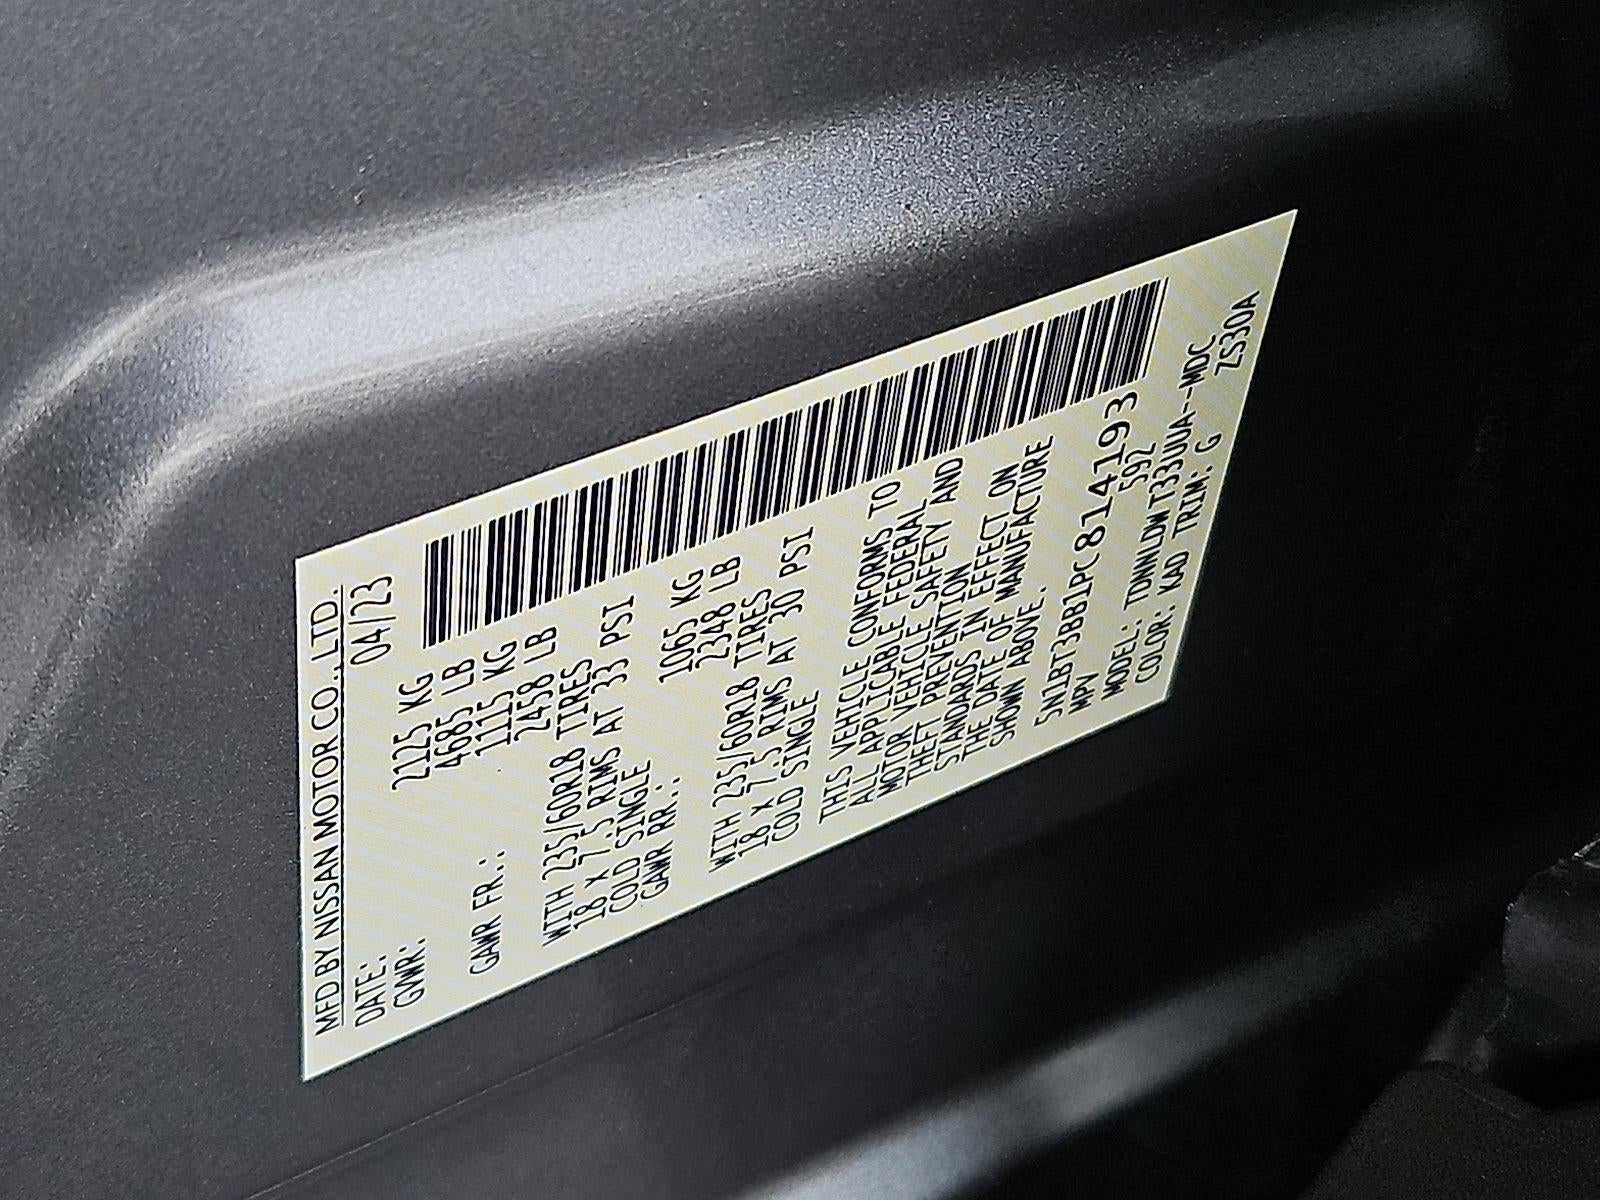 MFD BY NISSAN MOTOR CO.,LTD.
DATE: 04/23
GVWR: 2125 KG
4685 LB
GAWR FR.: 1115 KG
2458 LB
WITH 235/60R18 TIRES
18 x 7.5 RIMS AT 33 PSI
COLD SINGLE
GAWR RR.: 1065 KG
2348 LB
WITH 235/60R18 TIRES
18 x 7.5 RIMS AT 30 PSI
COLD SINGLE
THIS VEHICLE CONFORMS TO
ALL APPLICABLE FEDERAL
MOTOR VEHICLE SAFETY AND
THEFT PREVENTION
STANDARDS IN EFFECT ON
THE DATE OF MANUFACTURE
SHOWN ABOVE.
5N1BT3BB1PC814193
MPV 592
MODEL: TDNNLDWT33UUA--MDC
COLOR: KAD TRIM: G ZS330A